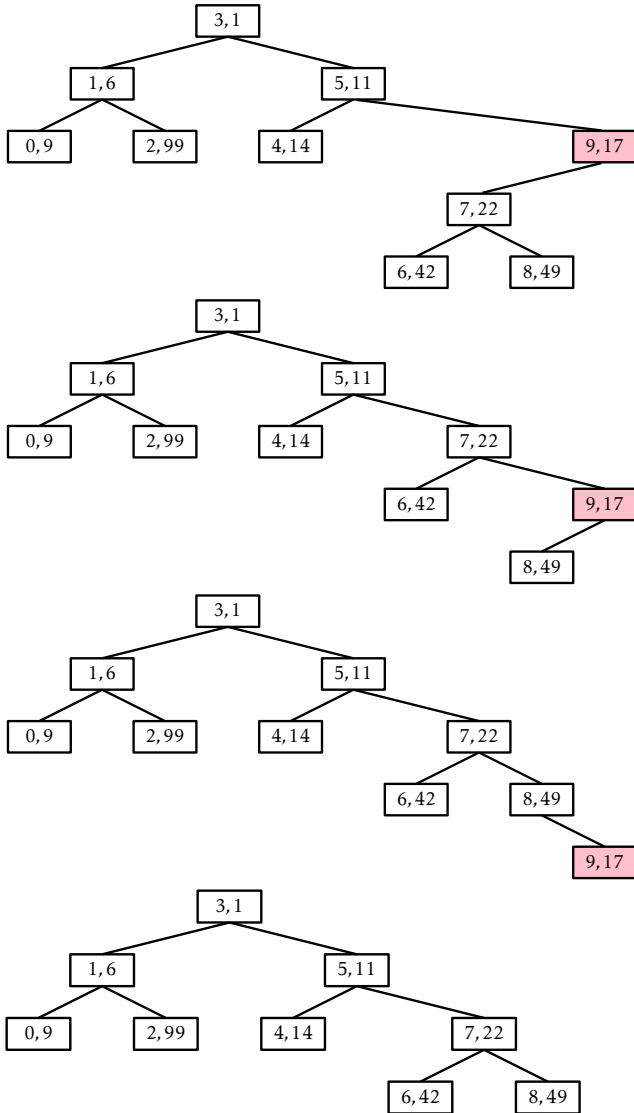 3, 1
1, 6 5, 11
0, 9 2, 99 4, 14 9, 17
7, 22
6, 42 8, 49
3, 1
1, 6 5, 11
0, 9 2, 99 4, 14 7, 22
6, 42 9, 17
8, 49
3, 1
1, 6 5, 11
0, 9 2, 99 4, 14 7, 22
6, 42 8, 49
9, 17
3, 1
1, 6 5, 11
0, 9 2, 99 4, 14 7, 22
6, 42 8, 49